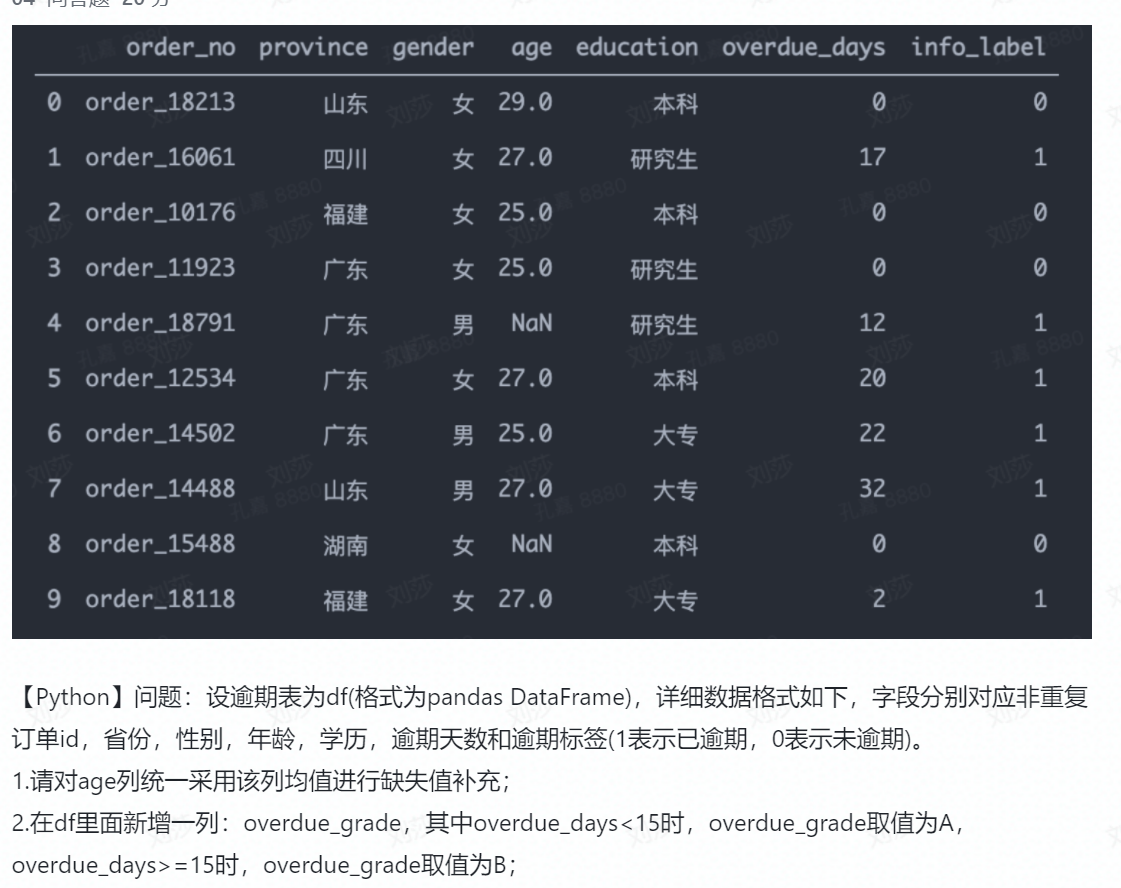 04 问答题 20 分
order_no province gender age education overdue_days info_label
0 order_18213 山东 女 29.0 本科 0 0
1 order_16061 四川 女 27.0 研究生 17 1
2 order_10176 福建 女 25.0 本科 0 0
3 order_11923 广东 女 25.0 研究生 0 0
4 order_18791 广东 男 NaN 研究生 12 1
5 order_12534 广东 女 27.0 本科 20 1
6 order_14502 广东 男 25.0 大专 22 1
7 order_14488 山东 男 27.0 大专 32 1
8 order_15488 湖南 女 NaN 本科 0 0
9 order_18118 福建 女 27.0 大专 2 1
【Python】问题：设逾期表为df(格式为pandas DataFrame)，详细数据格式如下，字段分别对应非重复
订单id，省份，性别，年龄，学历，逾期天数和逾期标签(1表示已逾期，0表示未逾期)。
1.请对age列统一采用该列均值进行缺失值补充；
2.在df里面新增一列：overdue_grade，其中overdue_days<15时，overdue_grade取值为A，
overdue_days>=15时，overdue_grade取值为B；